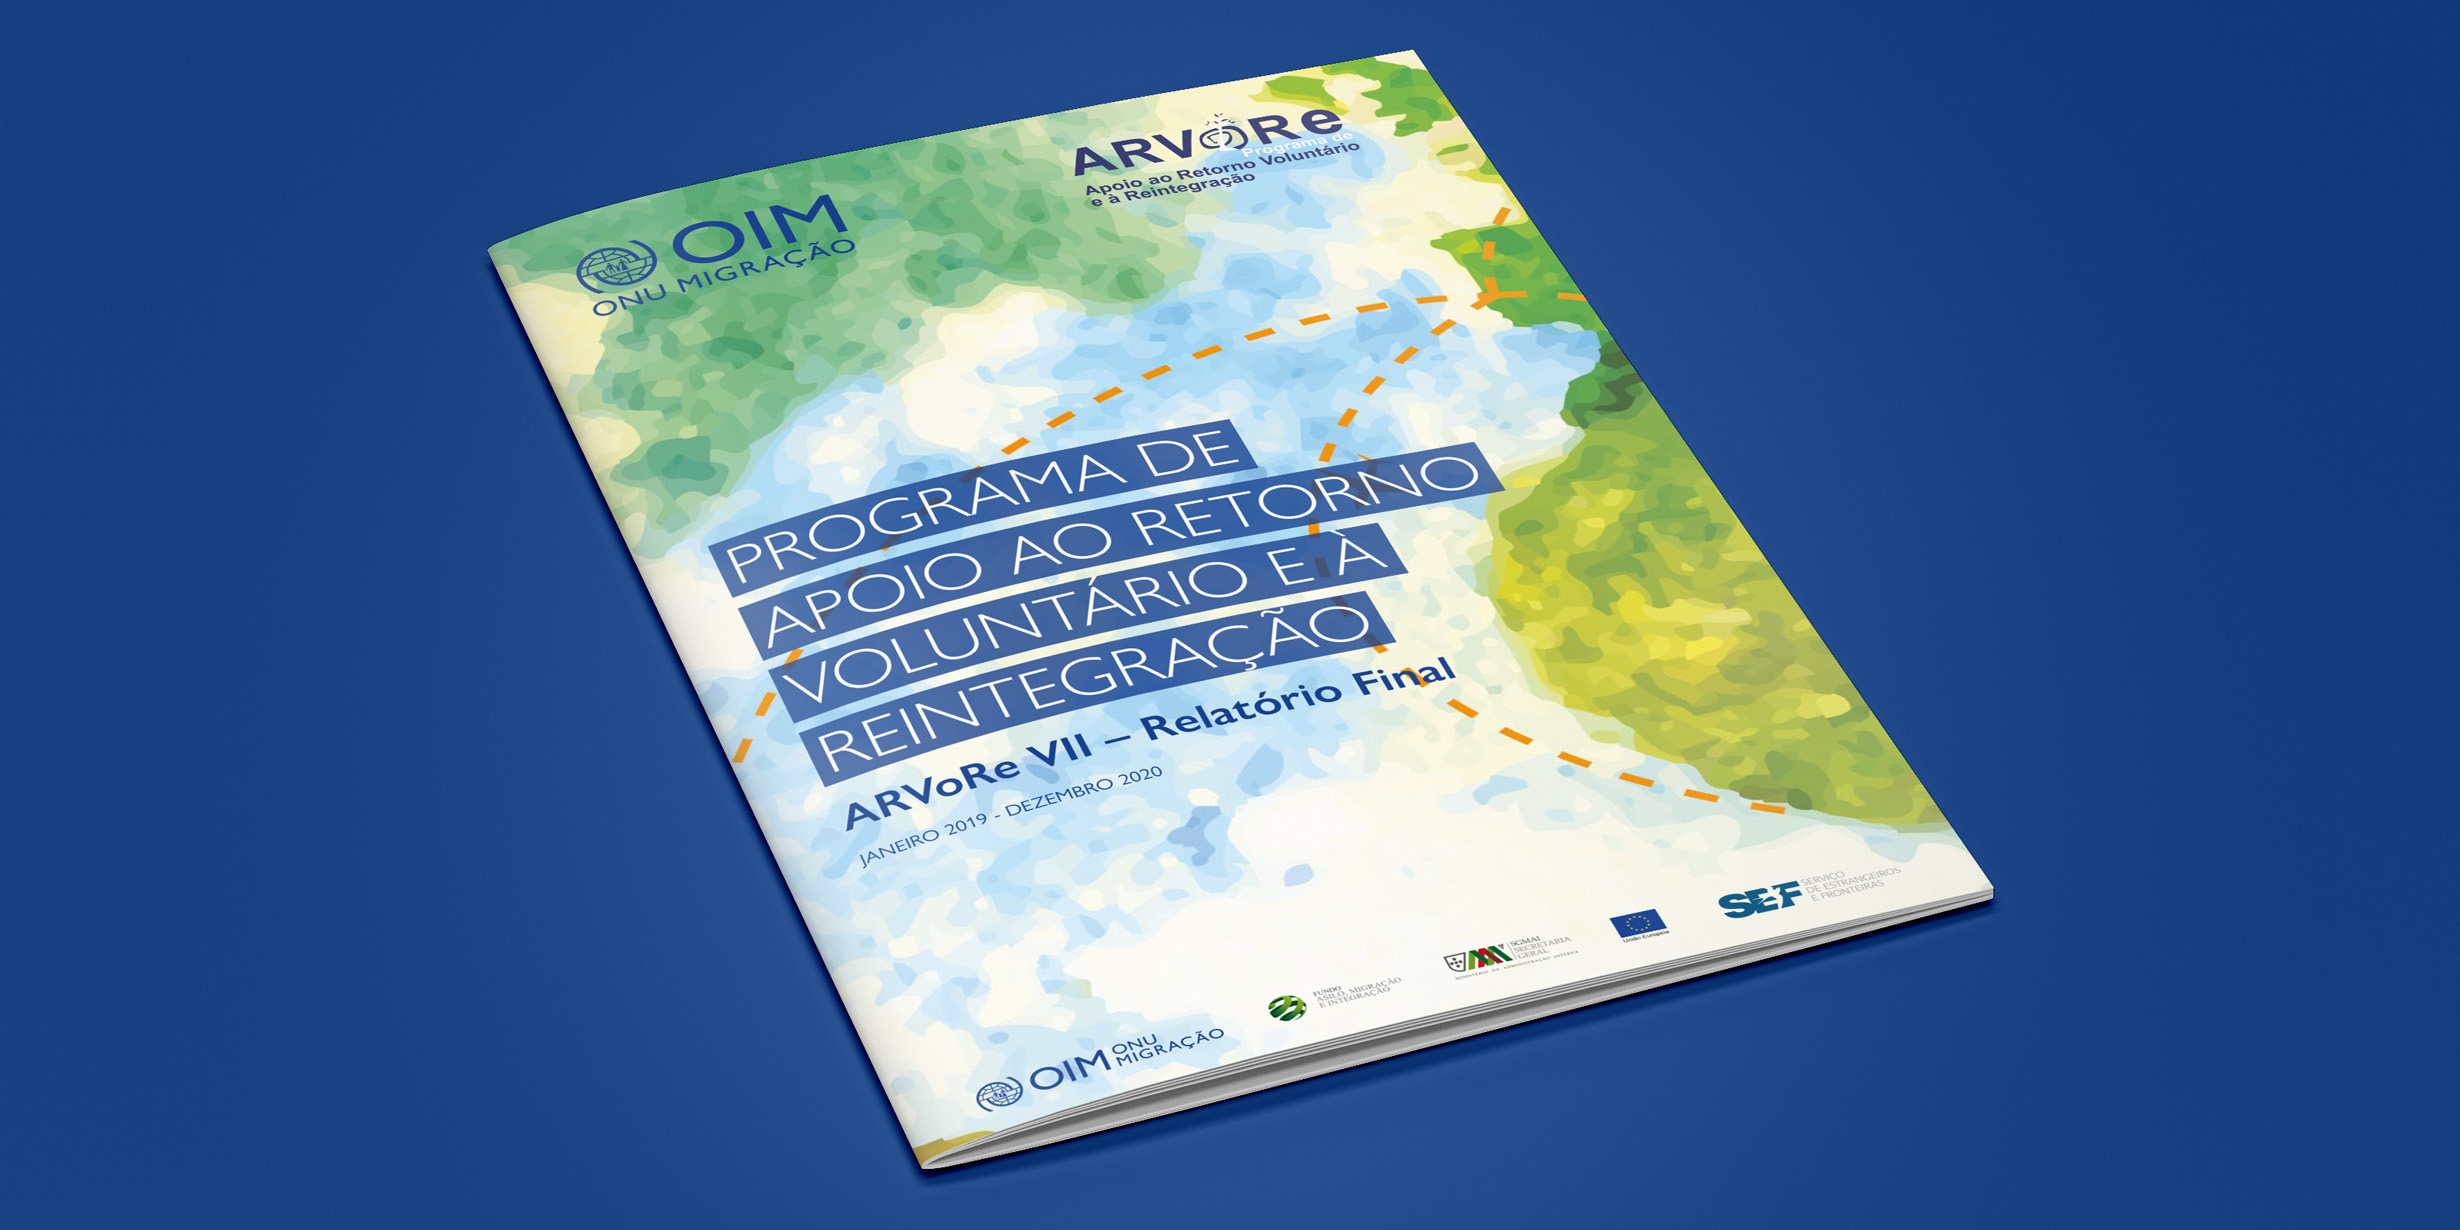 OIM
ONU MIGRAÇÃO
ARVoRe
Programa de
Apoio ao Retorno Voluntário
e à Reintegração
PROGRAMA DE
APOIO AO RETORNO
VOLUNTÁRIO E À
REINTEGRAÇÃO
ARVoRe VII – Relatório Final
JANEIRO 2019 - DEZEMBRO 2020
OIM ONU
MIGRAÇÃO
FUNDO
ASILO, MIGRAÇÃO
E INTEGRAÇÃO
SGMAI
SECRETARIA
GERAL
MINISTÉRIO DA ADMINISTRAÇÃO INTERNA
União Europeia
SEF
SERVIÇO
DE ESTRANGEIROS
E FRONTEIRAS